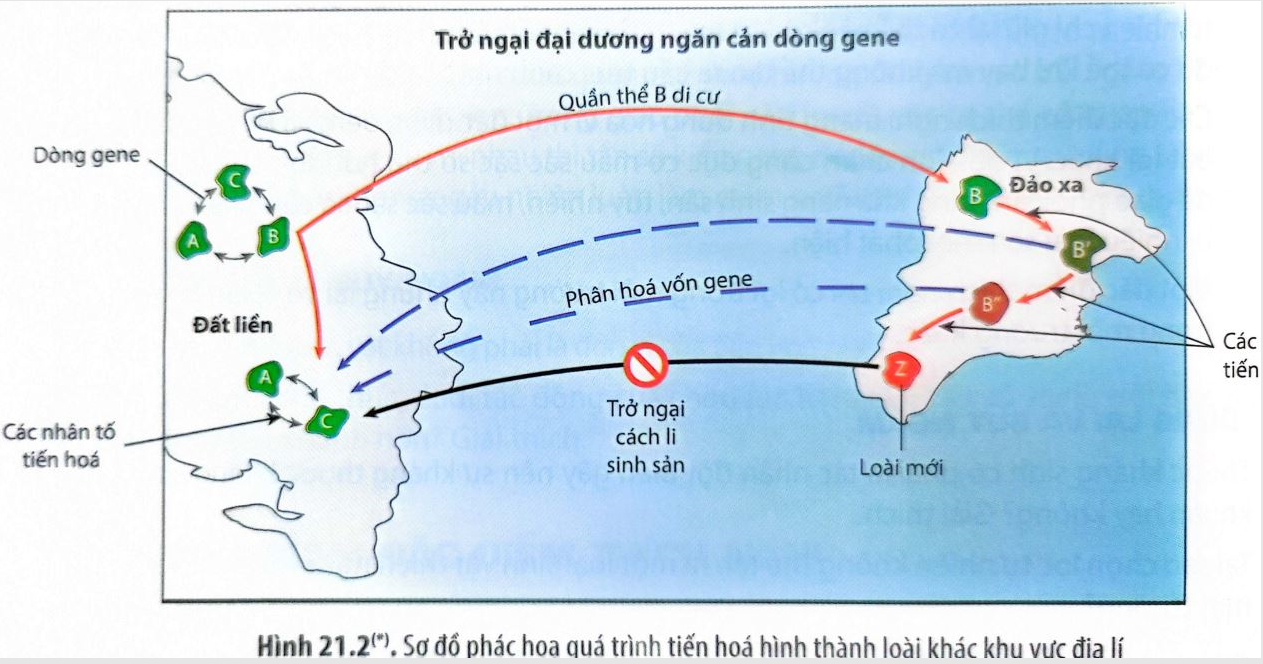 Trở ngại đại dương ngăn cản dòng gene
Quần thể B di cư
Dòng gene
C
A
B
Đảo xa
B
B'
B"
Phân hoá vốn gene
Đất liền
Các
tiến
A
C
Z
Các nhân tố
tiến hoá
Trở ngại
cách li
sinh sản
Loài mới
Hình 21.2(*). Sơ đồ phác hoạ quá trình tiến hoá hình thành loài khác khu vực địa lí